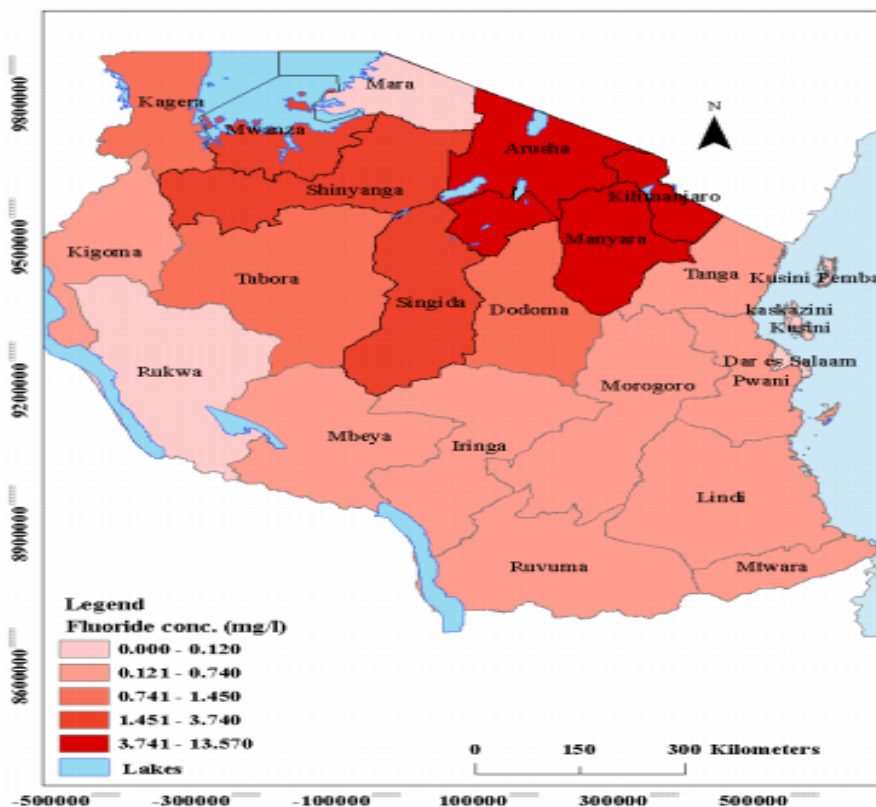 9800000
9500000
9200000
8900000
8600000
N
Mara
Kagera
Mwanza
Arusha
Shinyanga
Kilimanjaro
Kigoma
Manyara
Tanga
Kusini Pemba
Tabora
Singida
Dodoma
kaskazini
Kusini
Dar es Salaam
Rukwa
Morogoro
Pwani
Mbeya
Iringa
Lindi
Ruvuma
Mtwara
Legend
Fluoride conc. (mg/l)
0.000 - 0.120
0.121 - 0.740
0.741 - 1.450
1.451 - 3.740
3.741 - 13.570
Lakes
0 150 300 Kilometers
-500000 -300000 -100000 100000 300000 500000